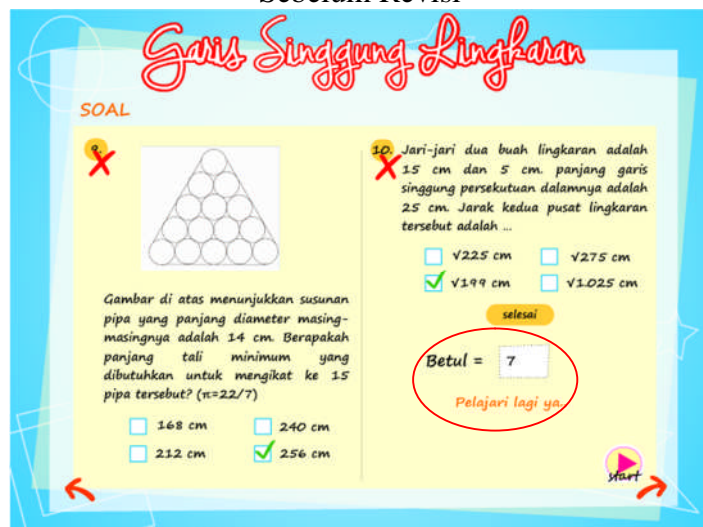 Sebelum Revisi
Garis Singgung Lingkaran
SOAL
9.
Gambar di atas menunjukkan susunan
pipa yang panjang diameter masing-
masingnya adalah 14 cm. Berapakah
panjang tali minimum yang
dibutuhkan untuk mengikat ke 15
pipa tersebut? (π=22/7)
168 cm
240 cm
212 cm
256 cm
10. Jari-jari dua buah lingkaran adalah
15 cm dan 5 cm. panjang garis
singgung persekutuan dalamnya adalah
25 cm. Jarak kedua pusat lingkaran
tersebut adalah ...
√225 cm
√275 cm
√199 cm
√1.025 cm
selesai
Betul = 7
Pelajari lagi ya..
start